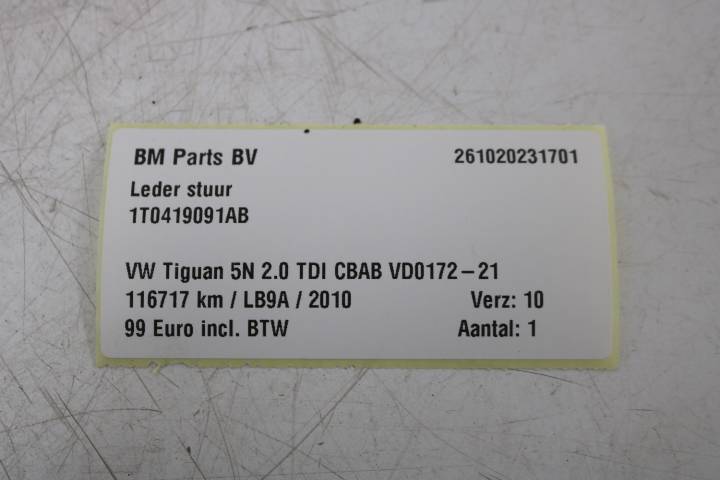 BM Parts BV 261020231701
Leder stuur
1T0419091AB
VW Tiguan 5N 2.0 TDI CBAB VD0172-21
116717 km / LB9A / 2010 Verz: 10
99 Euro incl. BTW Aantal: 1